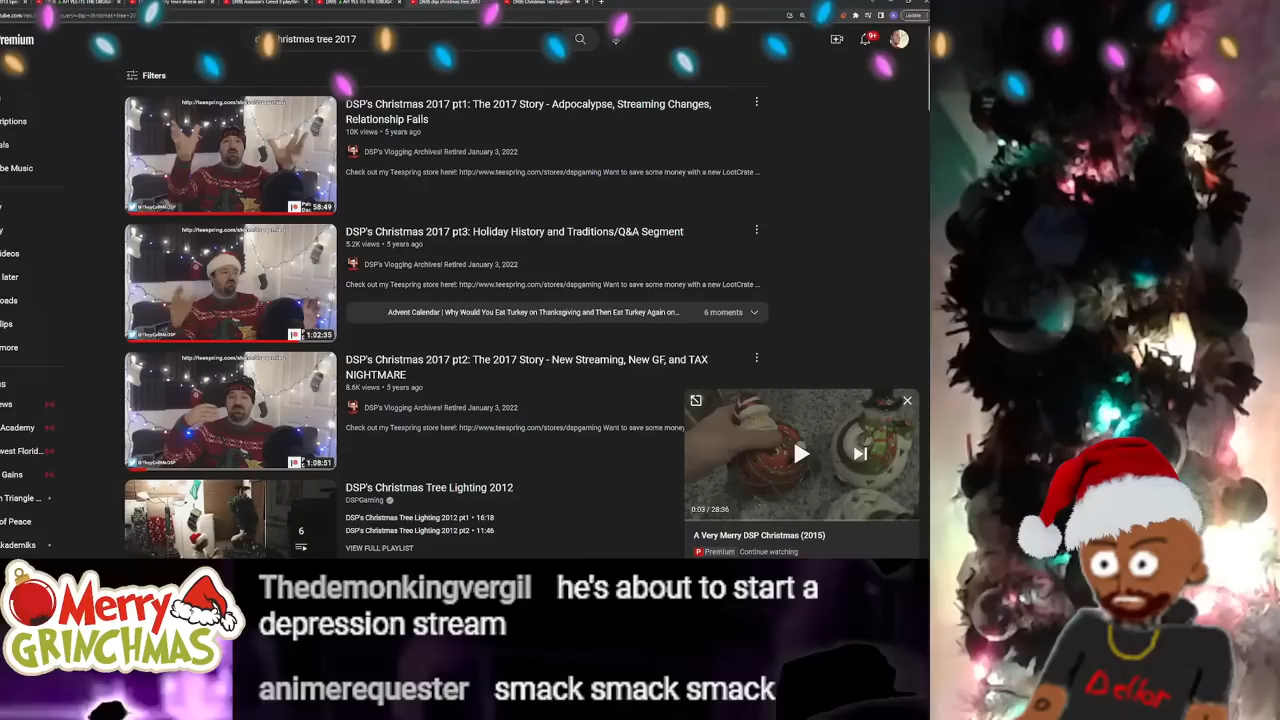 Update
Premium
christmas tree 2017
9+
Filters
http://teespring.com/stores/dspgaming
58:49
DSP's Christmas 2017 pt1: The 2017 Story - Adpocalypse, Streaming Changes,
Relationship Fails
10K views • 5 years ago
DSP's Vlogging Archives! Retired January 3, 2022
Check out my Teespring store here!: http://www.teespring.com/stores/dspgaming Want to save some money with a new LootCrate ...
1:02:35
DSP's Christmas 2017 pt3: Holiday History and Traditions/Q&A Segment
5.2K views • 5 years ago
DSP's Vlogging Archives! Retired January 3, 2022
Check out my Teespring store here!: http://www.teespring.com/stores/dspgaming Want to save some money with a new LootCrate ...
Advent Calendar | Why Would You Eat Turkey on Thanksgiving and Then Eat Turkey Again on...
6 moments
1:08:51
DSP's Christmas 2017 pt2: The 2017 Story - New Streaming, New GF, and TAX
NIGHTMARE
8.6K views • 5 years ago
DSP's Vlogging Archives! Retired January 3, 2022
Check out my Teespring store here!: http://www.teespring.com/stores/dspgaming Want to save some money
6
DSP's Christmas Tree Lighting 2012
DSPGaming
DSP's Christmas Tree Lighting 2012 pt1 • 16:18
DSP's Christmas Tree Lighting 2012 pt2 • 11:46
VIEW FULL PLAYLIST
0:03 / 28:36
A Very Merry DSP Christmas (2015)
Premium Continue watching
Merry
GRINCHMAS
Thedemonkingvergil he's about to start a
depression stream
animerequester smack smack smack